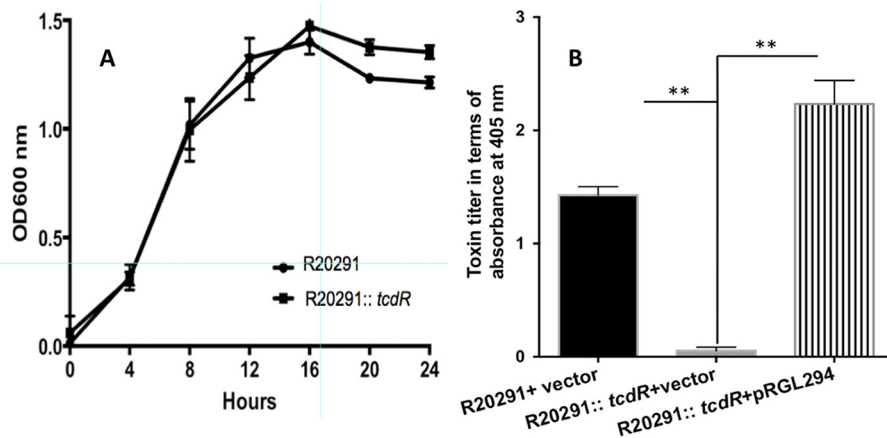 A
OD600 nm
1.5
1.0
0.5
0.0
0 4 8 12 16 20 24
Hours
R20291
R20291:: tcdR
B
Toxin titer in terms of
absorbance at 405 nm
3
2
1
0
**
**
R20291+ vector
R20291:: tcdR+vector
R20291:: tcdR+pRGL294